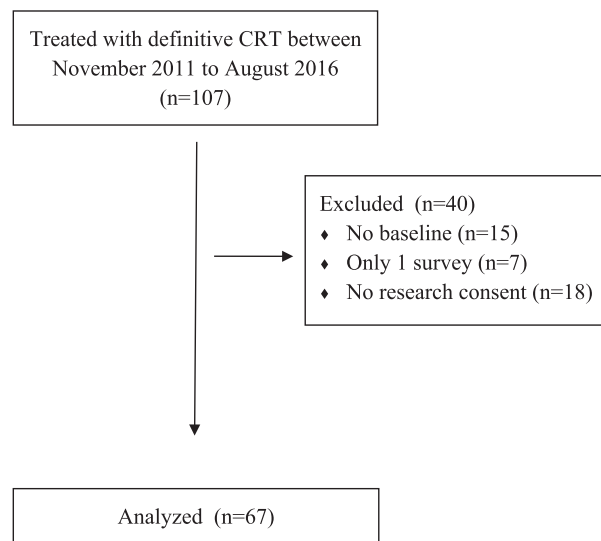 Treated with definitive CRT between
November 2011 to August 2016
(n=107)
Excluded (n=40)
♦ No baseline (n=15)
♦ Only 1 survey (n=7)
♦ No research consent (n=18)
Analyzed (n=67)